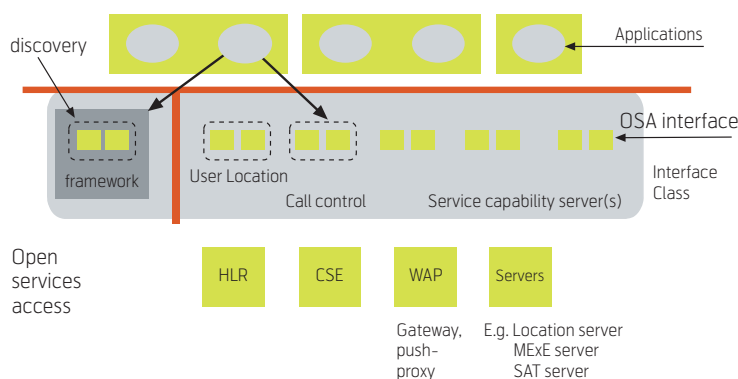 discovery
Applications
OSA interface
framework
User Location
Call control
Service capability server(s)
Interface
Class
Open
services
access
HLR
CSE
WAP
Servers
Gateway,
push-
proxy
E.g. Location server
MExE server
SAT server